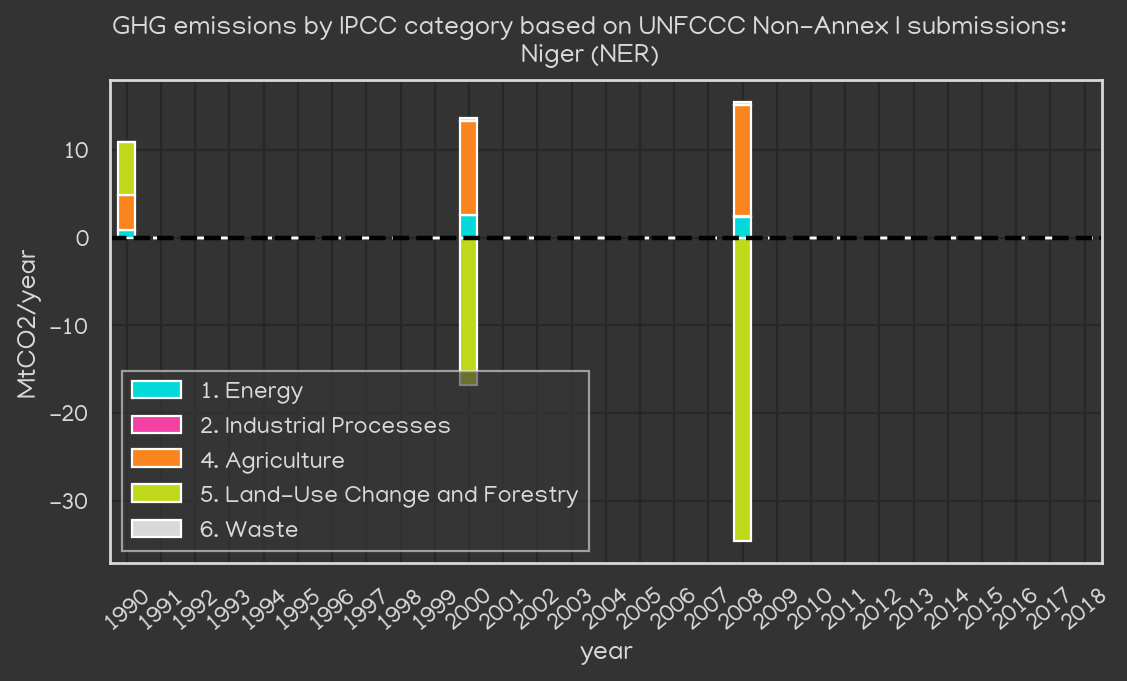 GHG emissions by IPCC category based on UNFCCC Non-Annex I submissions:
Niger (NER)
MtCO2/year
10
0
-10
-20
-30
1. Energy
2. Industrial Processes
4. Agriculture
5. Land-Use Change and Forestry
6. Waste
1990 1991 1992 1993 1994 1995 1996 1997 1998 1999 2000 2001 2002 2003 2004 2005 2006 2007 2008 2009 2010 2011 2012 2013 2014 2015 2016 2017 2018
year